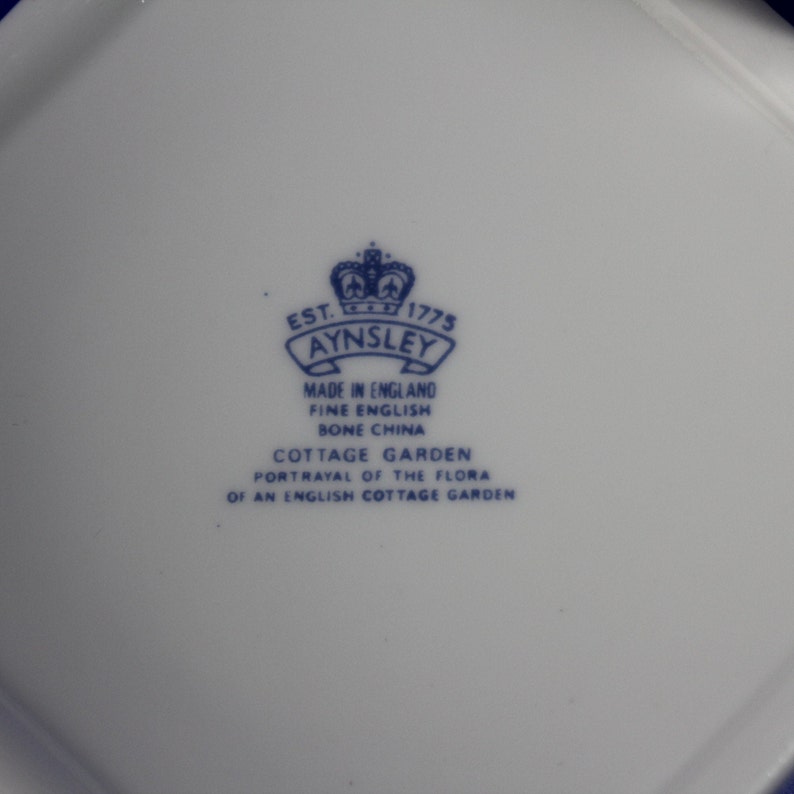 EST. 1775
AYNSLEY
MADE IN ENGLAND
FINE ENGLISH
BONE CHINA
COTTAGE GARDEN
PORTRAYAL OF THE FLORA
OF AN ENGLISH COTTAGE GARDEN